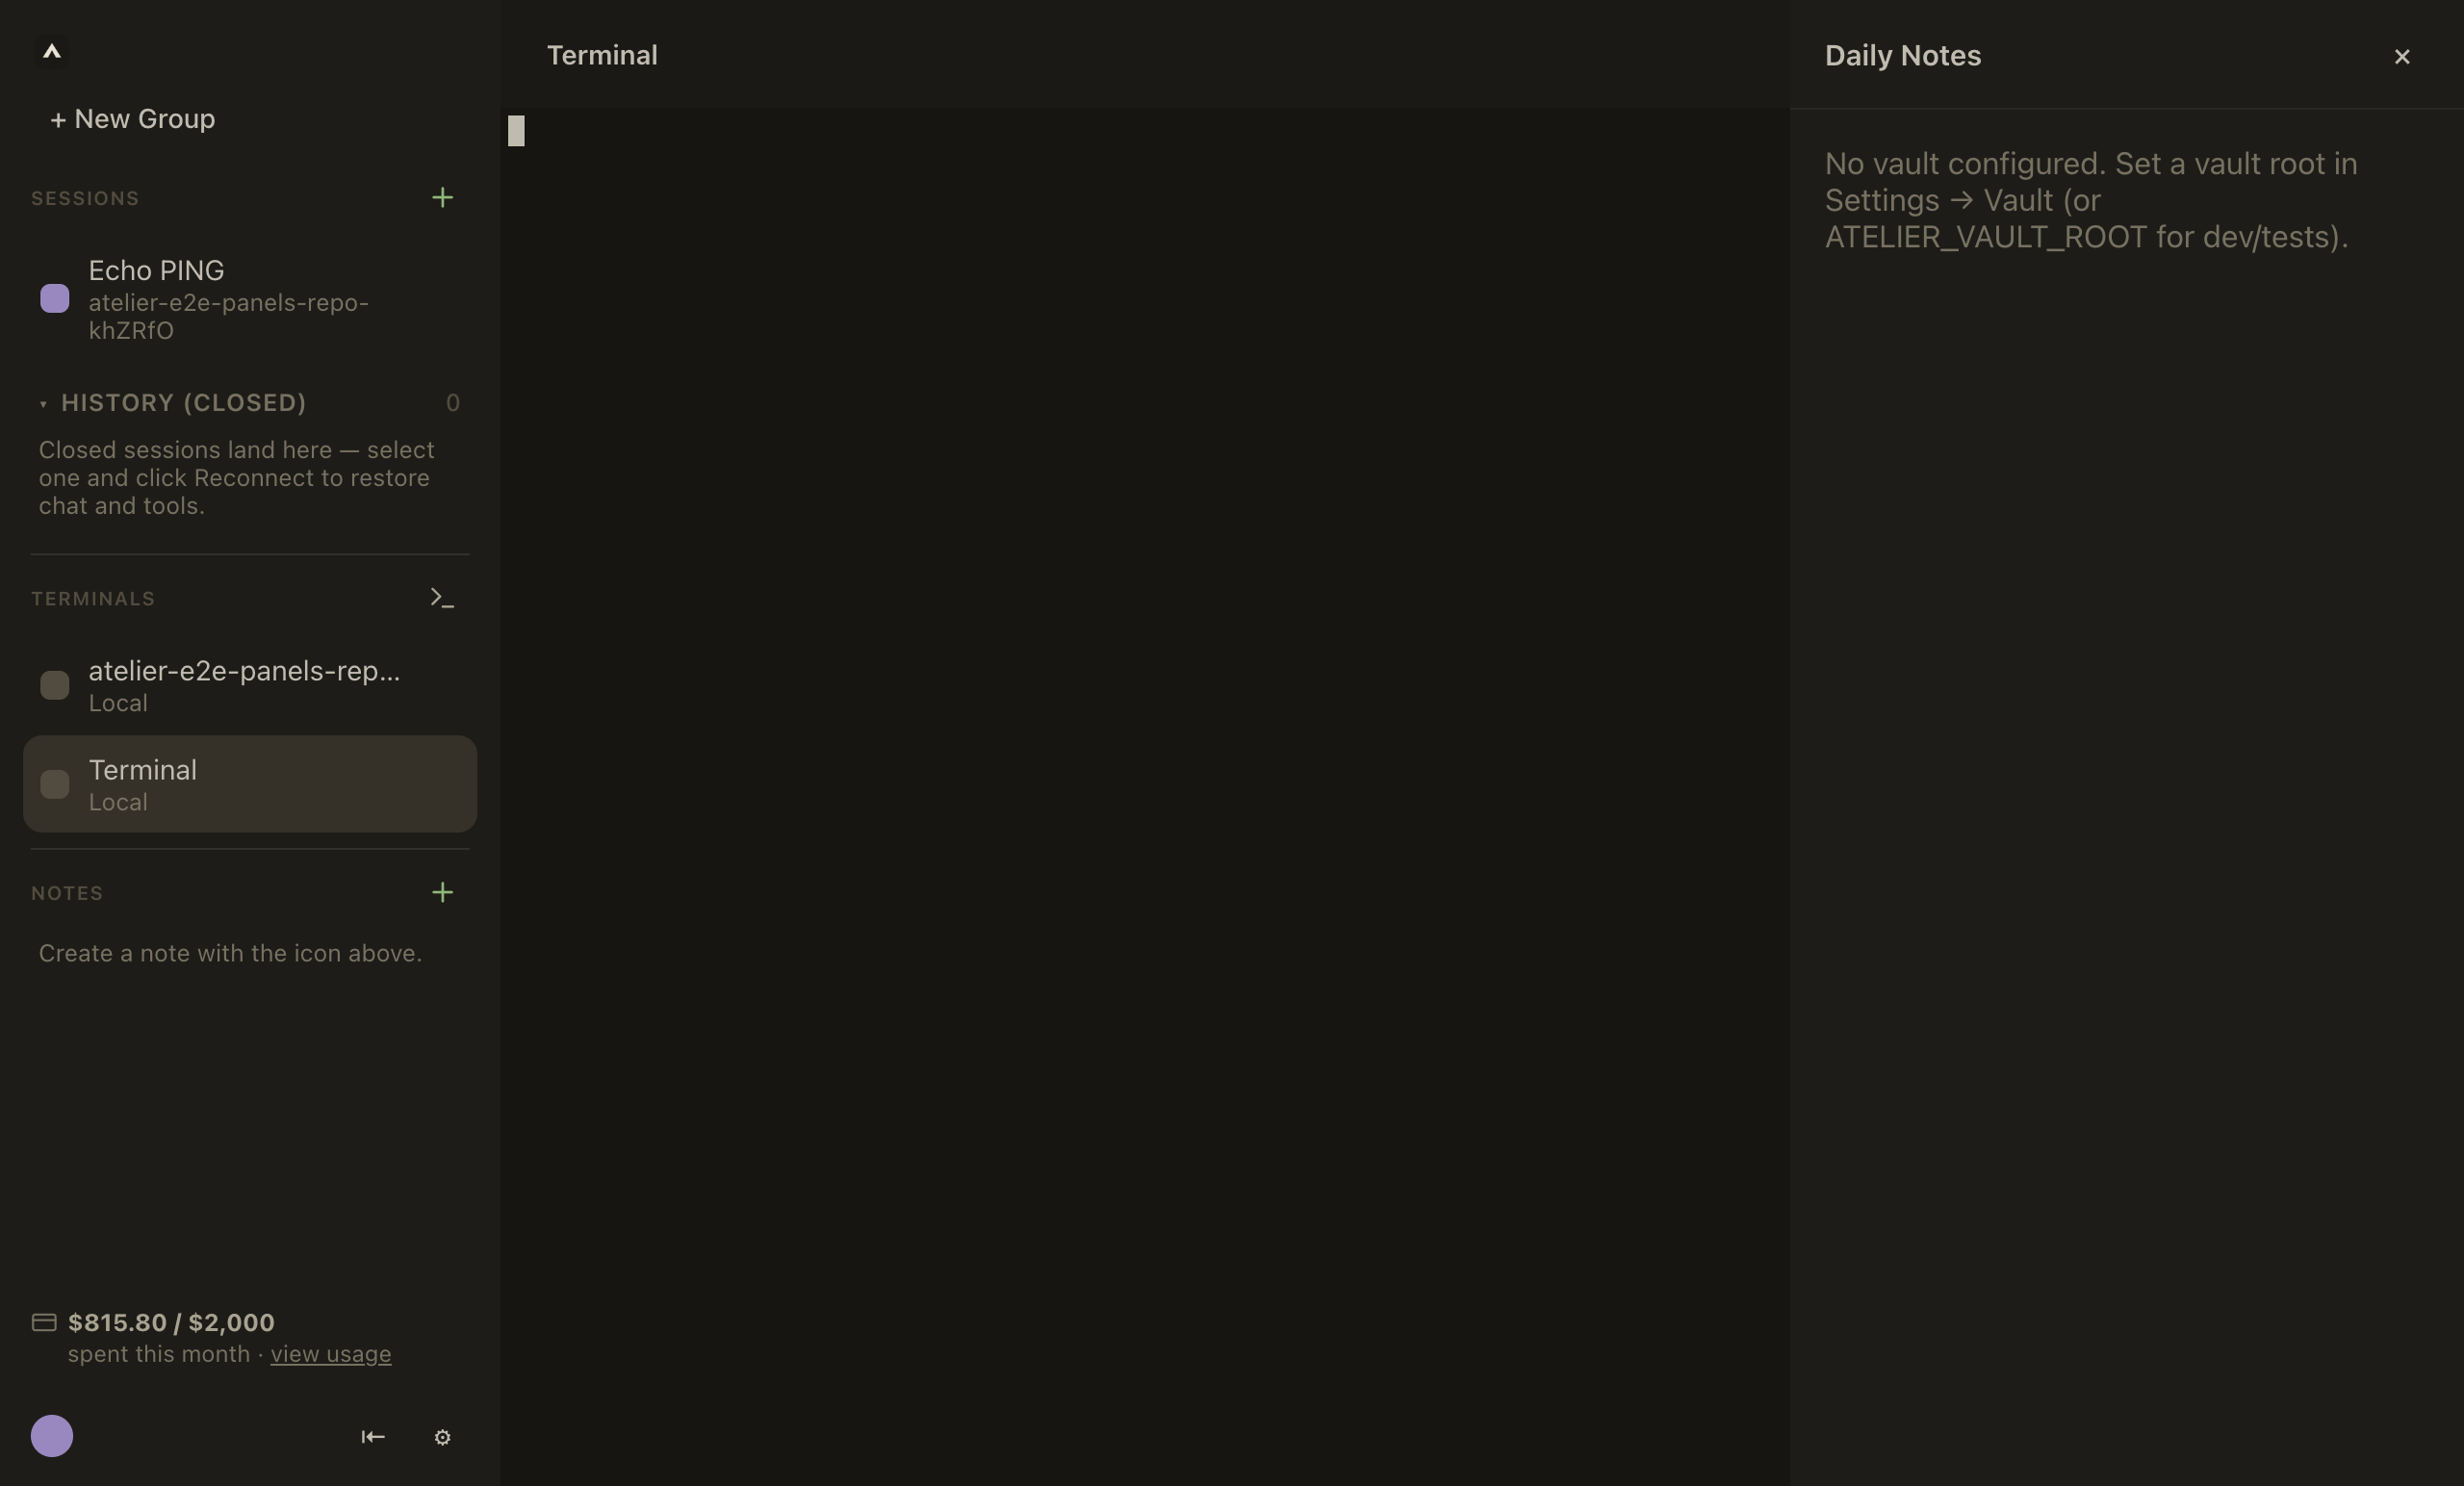 + New Group
SESSIONS
Echo PING
atelier-e2e-panels-repo-
khZRfO
HISTORY (CLOSED) 0
Closed sessions land here — select
one and click Reconnect to restore
chat and tools.
TERMINALS
atelier-e2e-panels-rep...
Local
Terminal
Local
NOTES
Create a note with the icon above.
$815.80 / $2,000
spent this month · view usage
Terminal
Daily Notes
No vault configured. Set a vault root in
Settings → Vault (or
ATELIER_VAULT_ROOT for dev/tests).